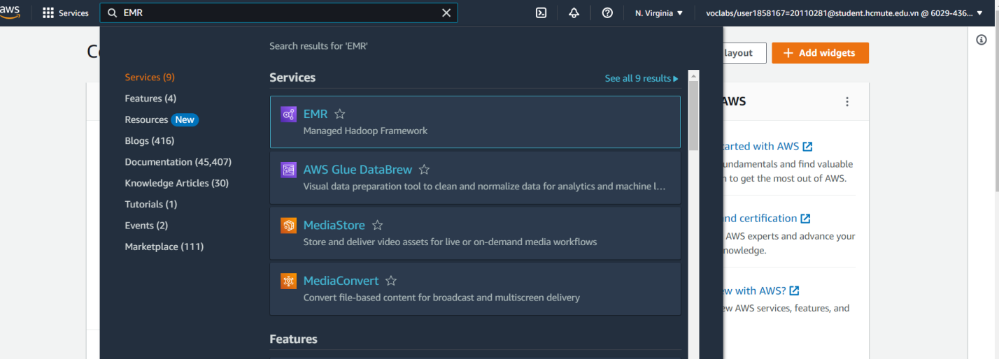 aws
Services
EMR
N. Virginia ▼
voclabs/user1858167=20110281@student.hcmute.edu.vn @ 6029-436... ▼
Search results for 'EMR'
layout
+ Add widgets
Services (9)
Features (4)
Resources New
Blogs (416)
Documentation (45,407)
Knowledge Articles (30)
Tutorials (1)
Events (2)
Marketplace (111)
Services
See all 9 results ▶
EMR
Managed Hadoop Framework
AWS Glue DataBrew
Visual data preparation tool to clean and normalize data for analytics and machine l...
MediaStore
Store and deliver video assets for live or on-demand media workflows
MediaConvert
Convert file-based content for broadcast and multiscreen delivery
Features
AWS
arted with AWS
undamentals and find valuable
to get the most out of AWS.
nd certification
AWS experts and advance your
nowledge.
ew with AWS?
ew AWS services, features, and